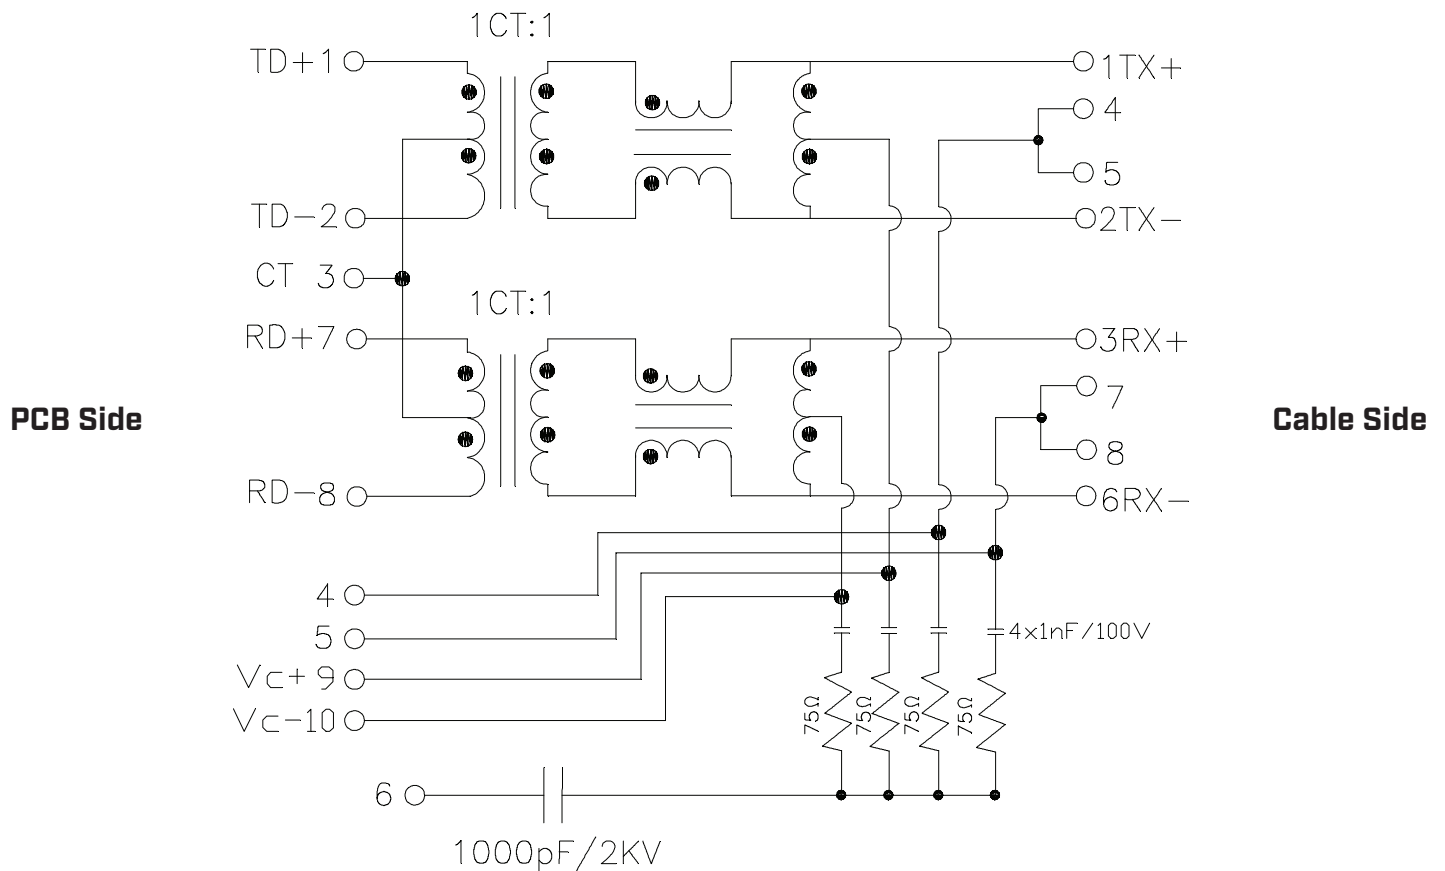 1CT:1
TD+1
1TX+
4
5
TD-2
2TX-
CT 3
1CT:1
RD+7
3RX+
7
PCB Side
Cable Side
8
RD-8
6RX-
4
5
4x1nF/100V
Vc+9
Vc-10
75Ω
75Ω
75Ω
75Ω
6
1000pF/2KV